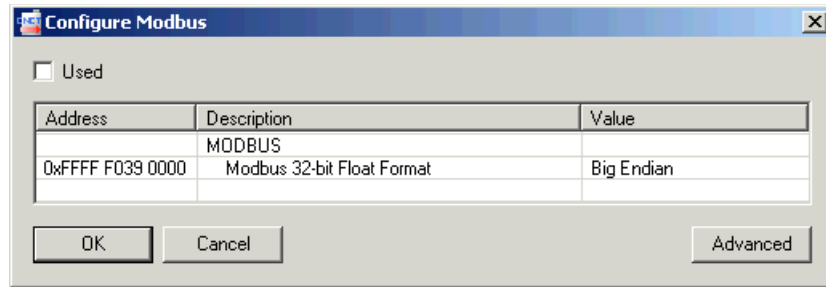 Configure Modbus
Used
Address Description Value
MODBUS
0xFFFF F039 0000 Modbus 32-bit Float Format Big Endian
OK Cancel Advanced